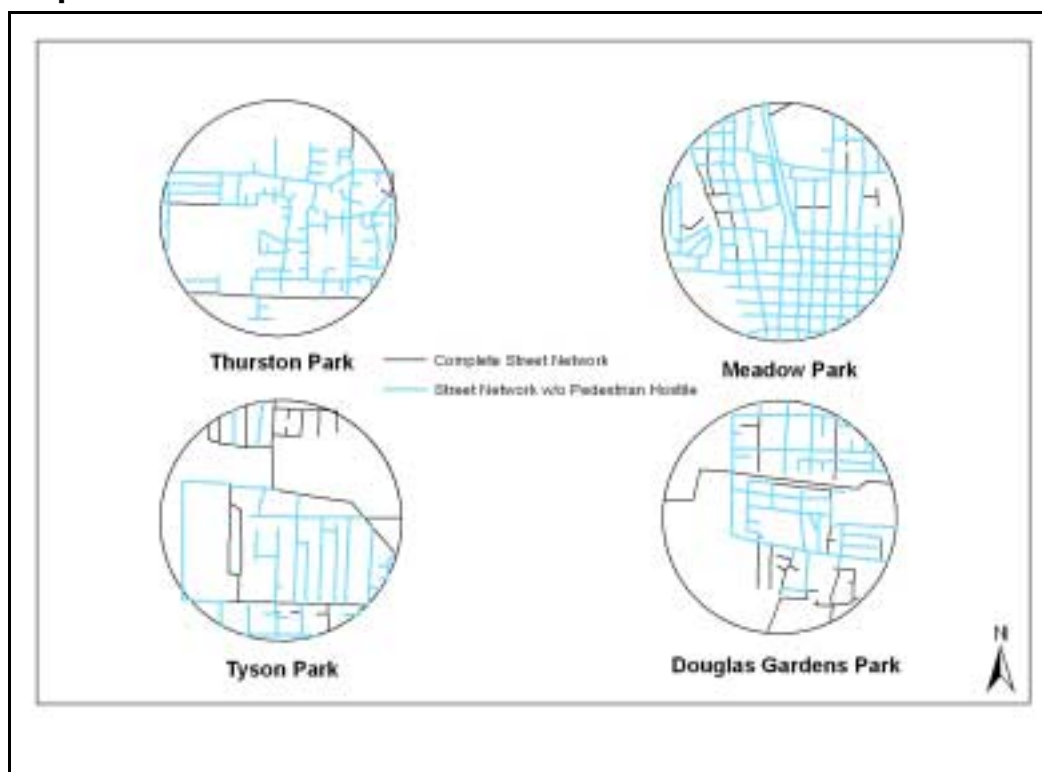 Thurston Park
Complete Street Network
Street Network w/o Pedestrian Hostile
Meadow Park
Tyson Park
Douglas Gardens Park
N